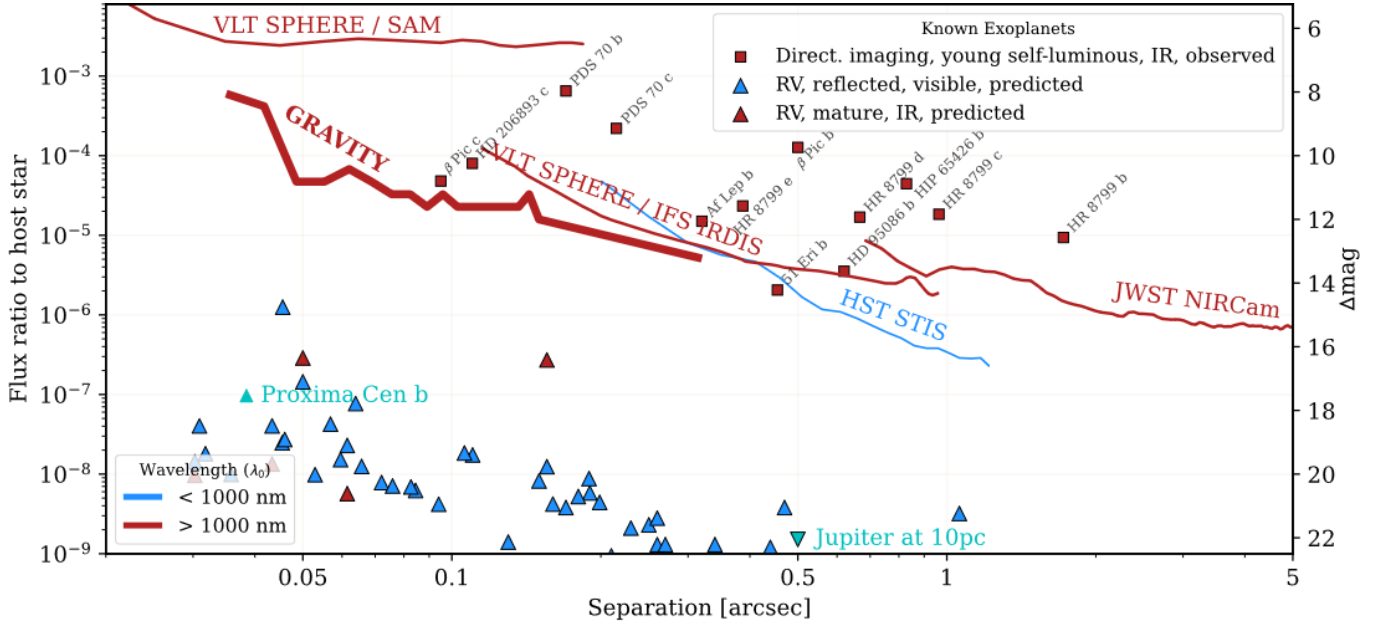 VLT SPHERE / SAM
Known Exoplanets
Direct. imaging, young self-luminous, IR, observed
RV, reflected, visible, predicted
RV, mature, IR, predicted
GRAVITY
β Pic c
HD 206893 c
PDS 70 b
PDS 70 c
VLT SPHERE / IFS IRDIS
Af Lep b
HR 8799 e
β Pic b
51 Eri b
HD 95086 b
HR 8799 d
HIP 65426 b
HR 8799 c
HR 8799 b
HST STIS
JWST NIRCam
Proxima Cen b
Jupiter at 10pc
Wavelength (λ₀)
< 1000 nm
> 1000 nm
Flux ratio to host star
10⁻³
10⁻⁴
10⁻⁵
10⁻⁶
10⁻⁷
10⁻⁸
10⁻⁹
Δmag
6
8
10
12
14
16
18
20
22
0.05
0.1
0.5
1
5
Separation [arcsec]